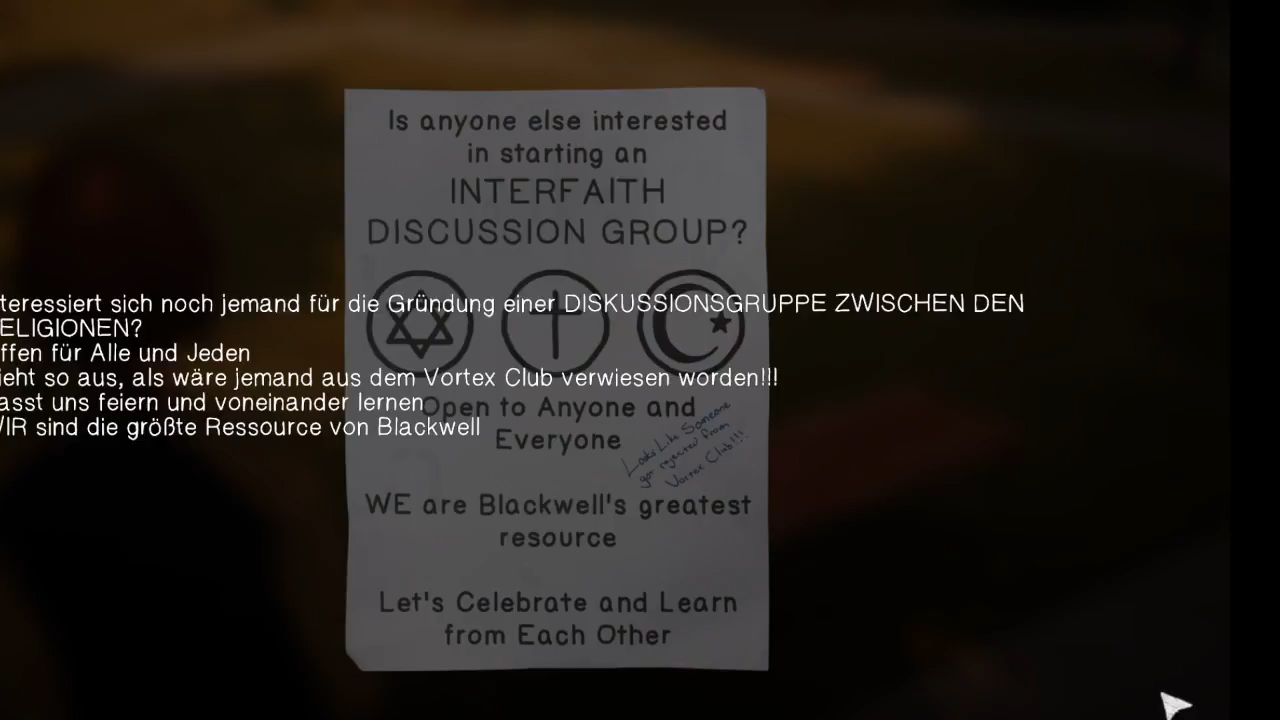 Is anyone else interested
in starting an
INTERFAITH
DISCUSSION GROUP?
teressiert sich noch jemand für die Gründung einer DISKUSSIONSGRUPPE ZWISCHEN DEN
ELIGIONEN?
ffen für Alle und Jeden
ieht so aus, als wäre jemand aus dem Vortex Club verwiesen worden!!!
asst uns feiern und voneinander lernen
WIR sind die größte Ressource von Blackwell
Open to Anyone and
Everyone
Looks Like Someone
got rejected from
Vortex Club!!!
WE are Blackwell's greatest
resource
Let's Celebrate and Learn
from Each Other